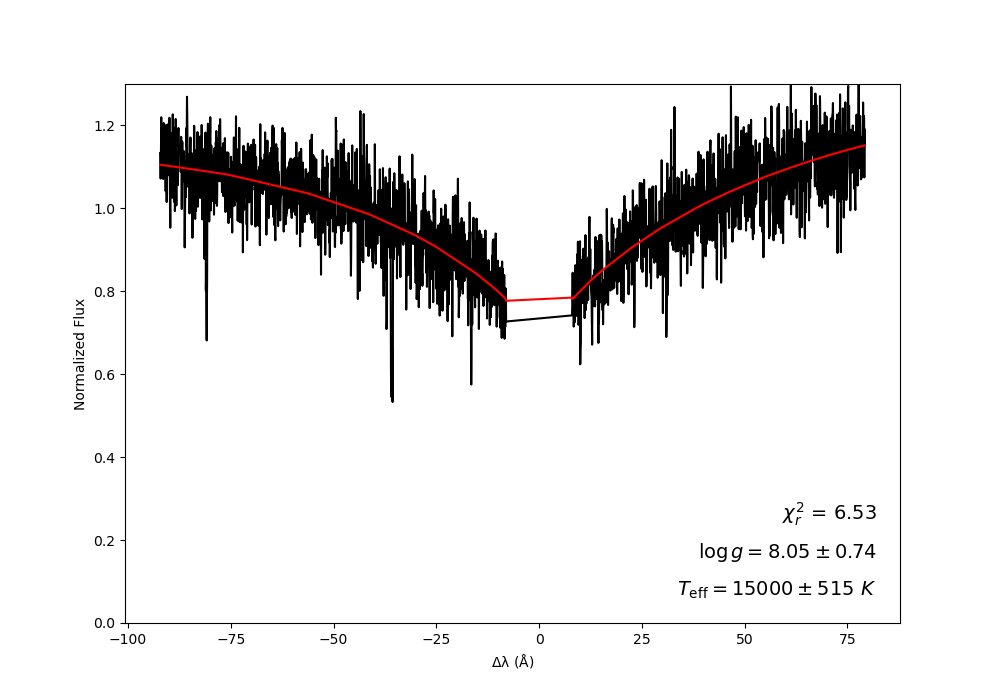 1.2
1.0
0.8
0.6
0.4
0.2
0.0
Normalized Flux
χ²ᵣ = 6.53
log g = 8.05 ± 0.74
T_eff = 15000 ± 515 K
−100 −75 −50 −25 0 25 50 75
Δλ (Å)